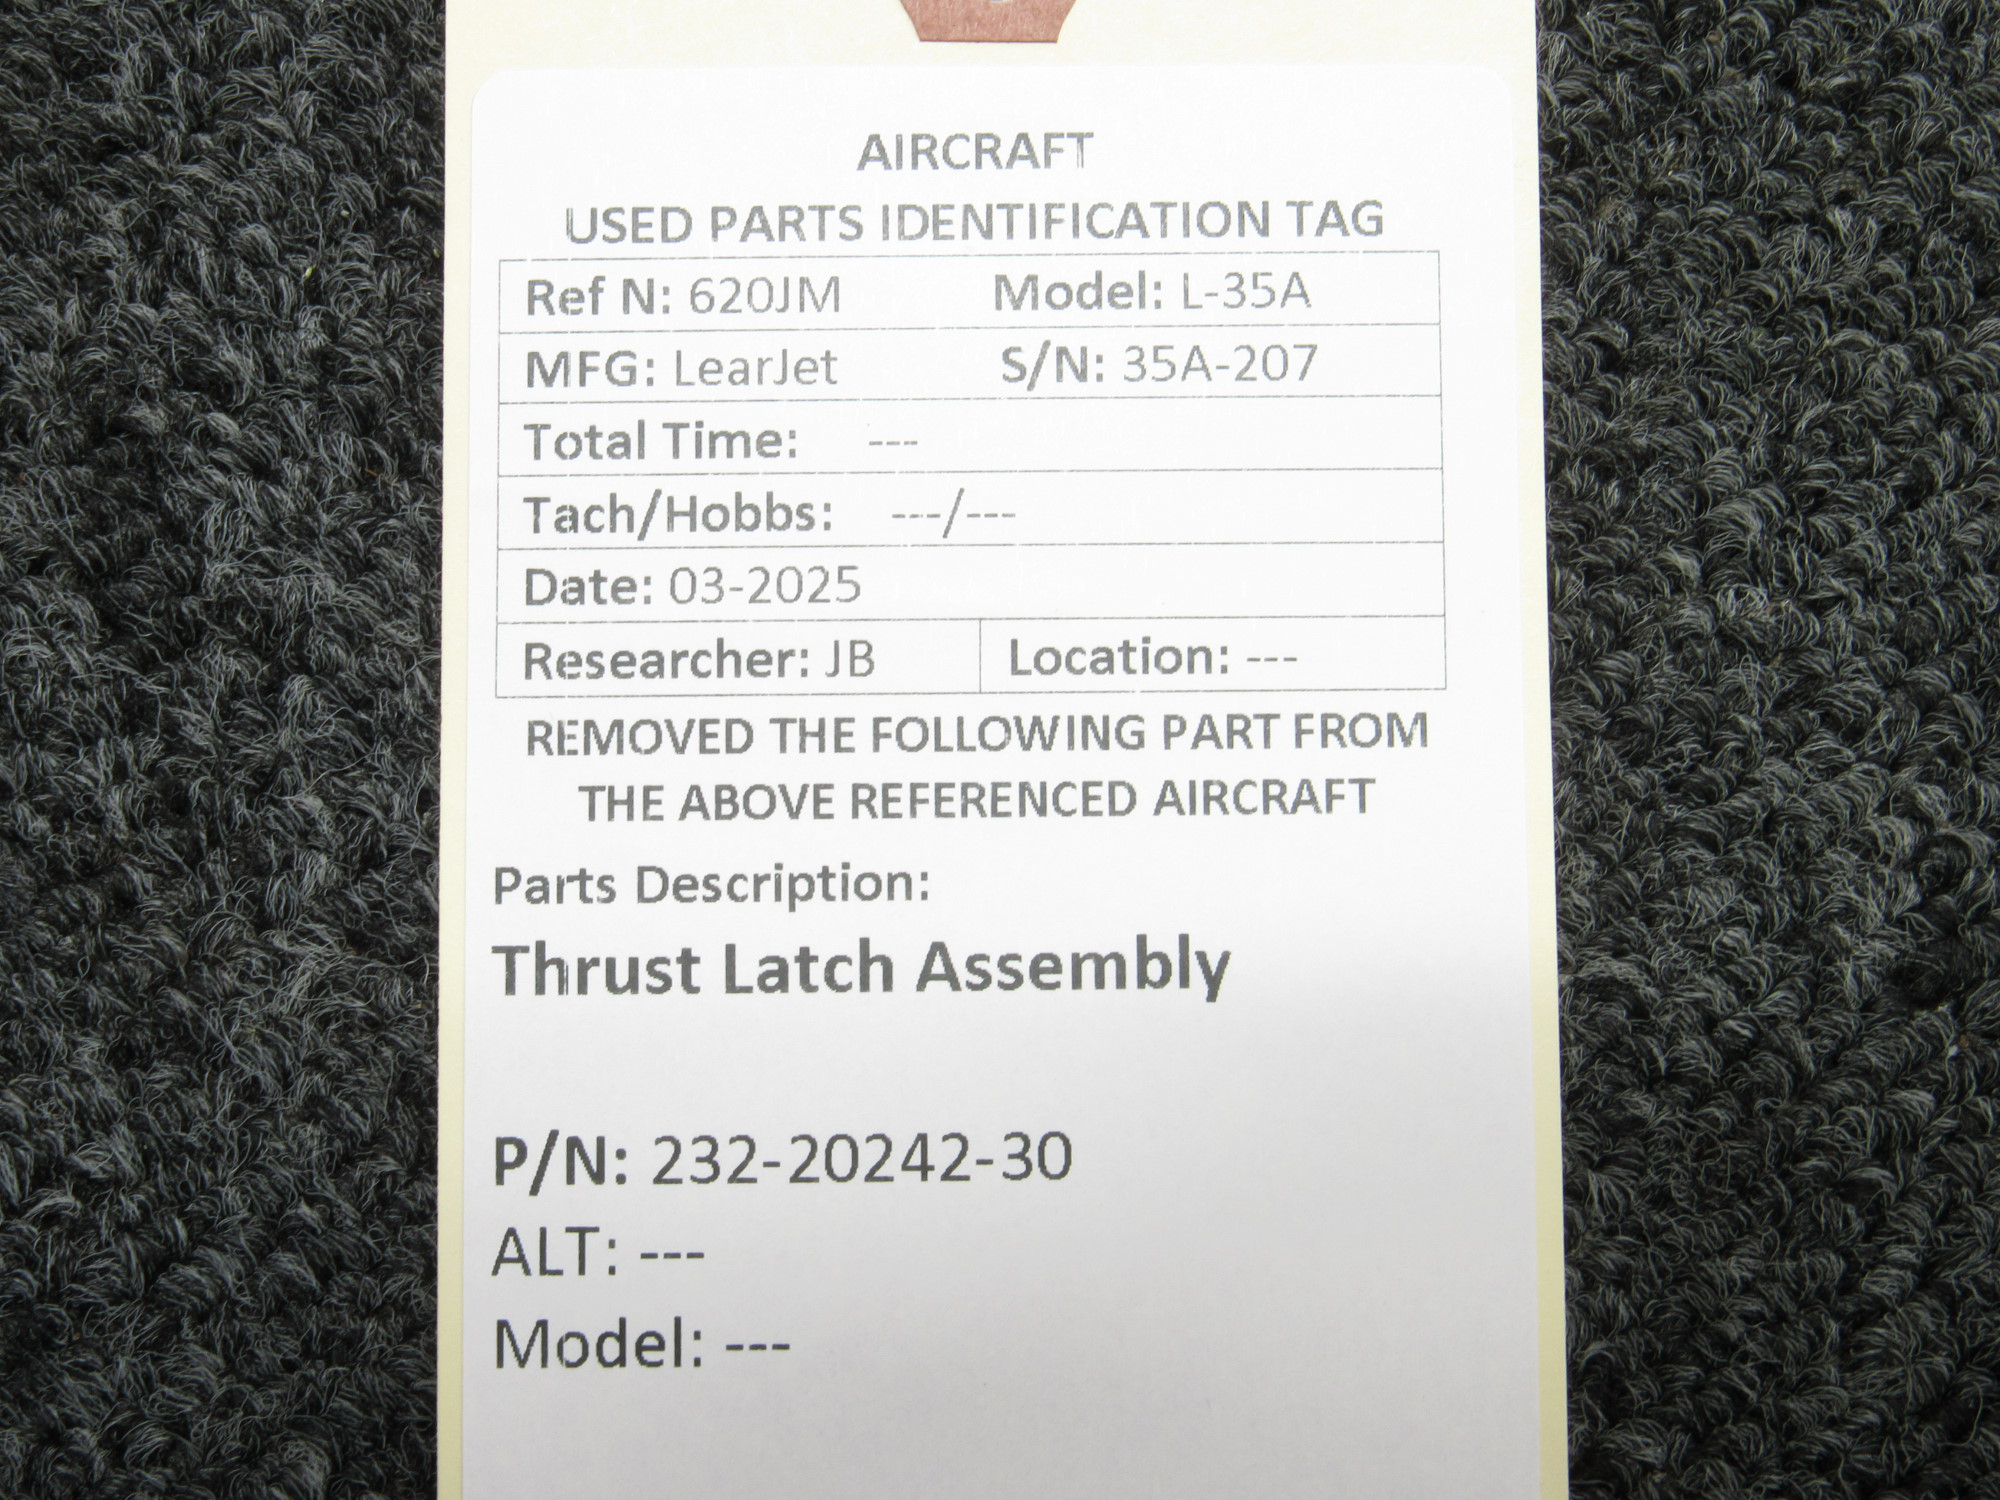 AIRCRAFT
USED PARTS IDENTIFICATION TAG
Ref N: 620JM Model: L-35A
MFG: LearJet S/N: 35A-207
Total Time: ---
Tach/Hobbs: ---/---
Date: 03-2025
Researcher: JB Location: ---
REMOVED THE FOLLOWING PART FROM
THE ABOVE REFERENCED AIRCRAFT
Parts Description:
Thrust Latch Assembly
P/N: 232-20242-30
ALT: ---
Model: ---